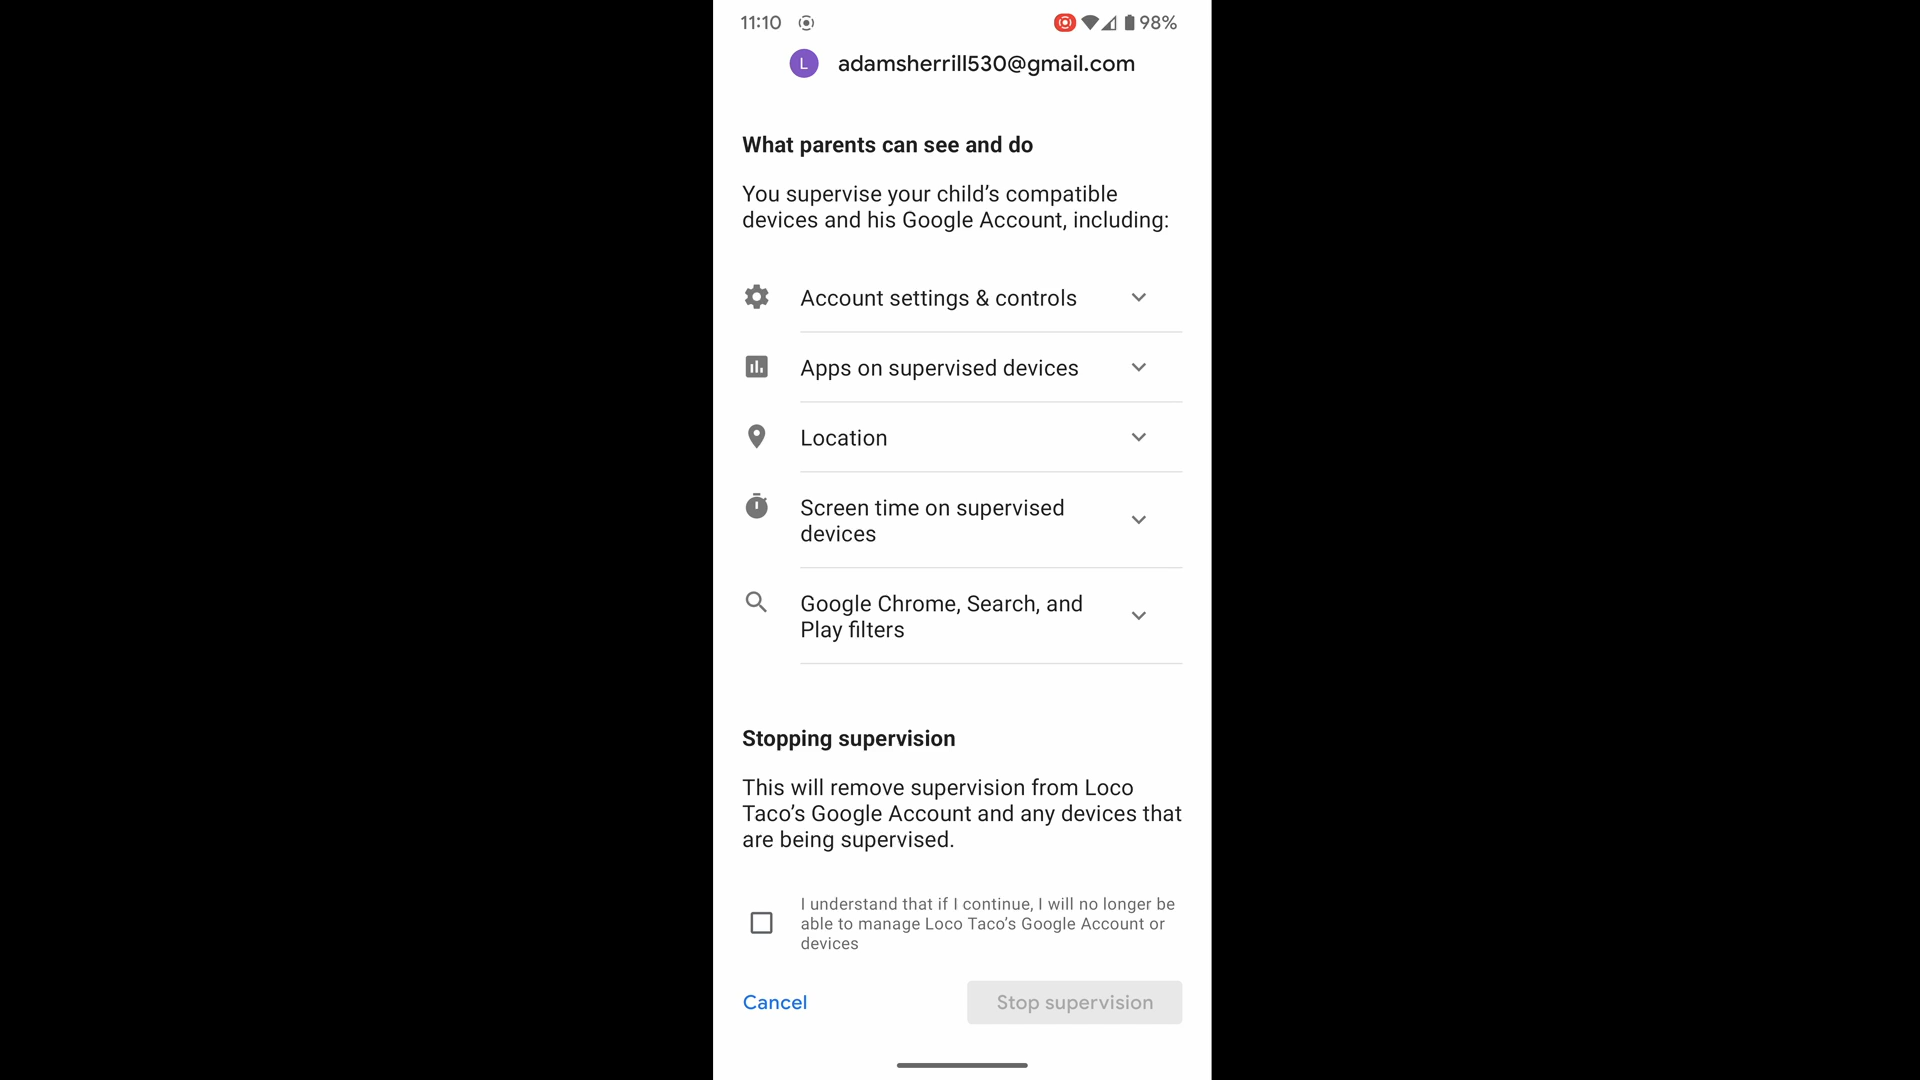 11:10
98%
L
adamsherrill530@gmail.com
What parents can see and do
You supervise your child’s compatible
devices and his Google Account, including:
Account settings & controls
Apps on supervised devices
Location
Screen time on supervised
devices
Google Chrome, Search, and
Play filters
Stopping supervision
This will remove supervision from Loco
Taco’s Google Account and any devices that
are being supervised.
I understand that if I continue, I will no longer be
able to manage Loco Taco’s Google Account or
devices
Cancel
Stop supervision